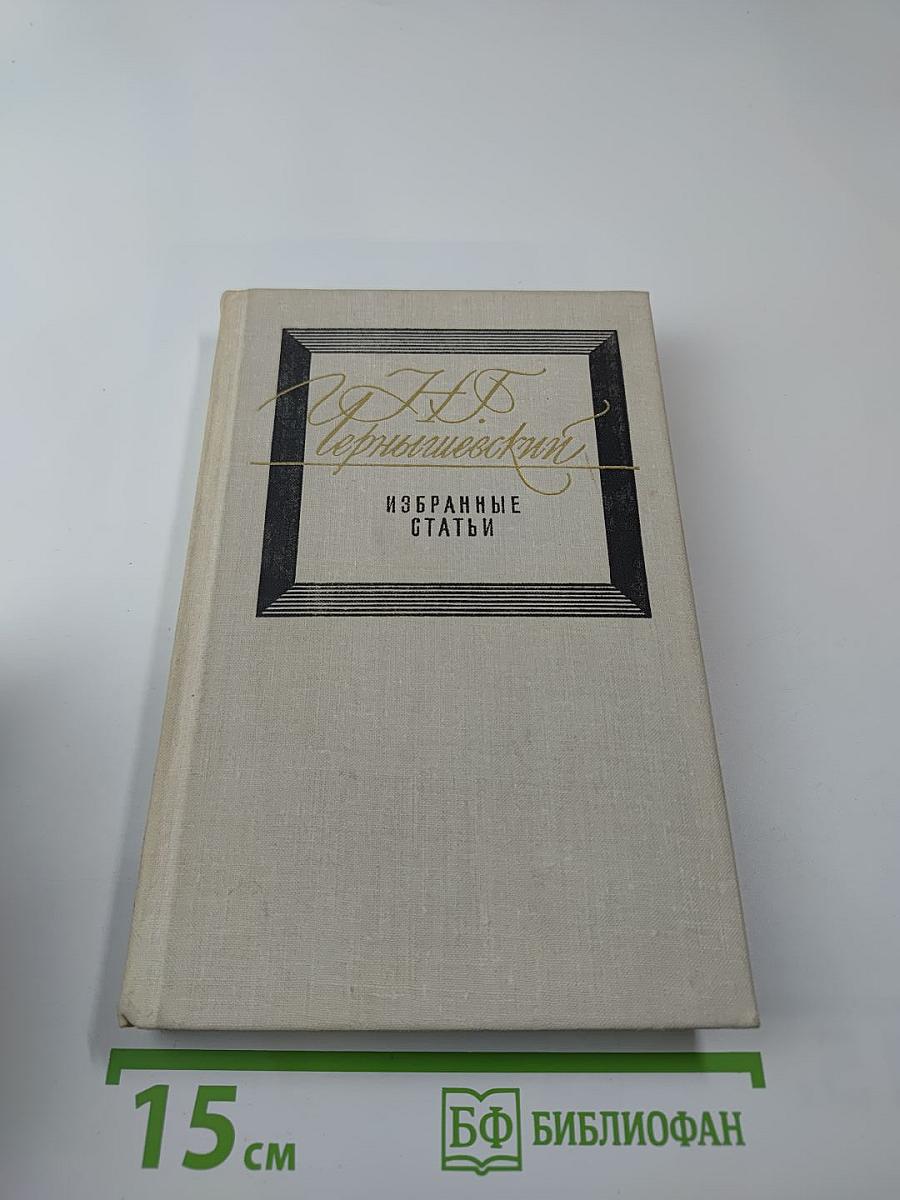 Н.Г.
Чернышевский
ИЗБРАННЫЕ
СТАТЬИ
15 см
БФ БИБЛИОФАН